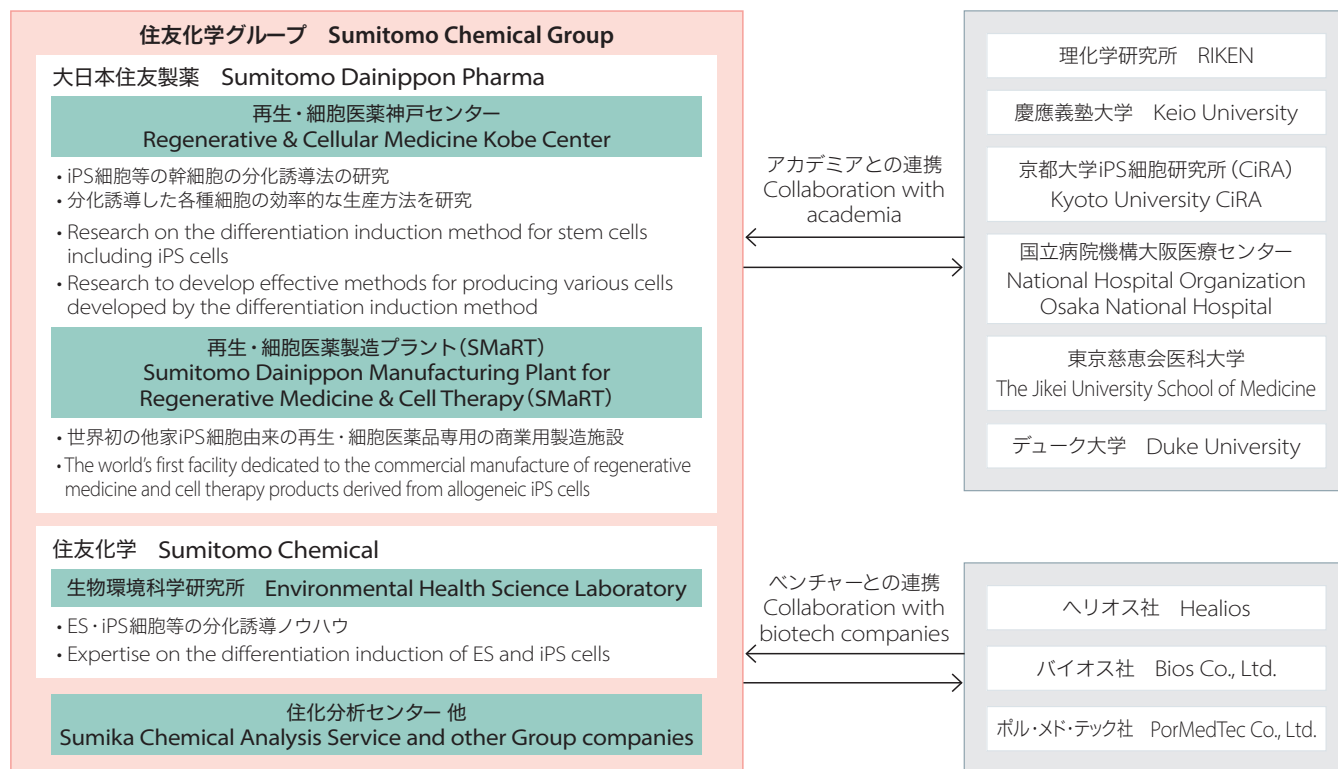 住友化学グループ Sumitomo Chemical Group
大日本住友製薬 Sumitomo Dainippon Pharma
再生・細胞医薬神戸センター
Regenerative & Cellular Medicine Kobe Center
・iPS細胞等の幹細胞の分化誘導法の研究
・分化誘導した各種細胞の効率的な生産方法を研究
・Research on the differentiation induction method for stem cells
including iPS cells
・Research to develop effective methods for producing various cells
developed by the differentiation induction method
再生・細胞医薬製造プラント(SMaRT)
Sumitomo Dainippon Manufacturing Plant for
Regenerative Medicine & Cell Therapy(SMaRT)
・世界初の他家iPS細胞由来の再生・細胞医薬品専用の商業用製造施設
・The world's first facility dedicated to the commercial manufacture of regenerative
medicine and cell therapy products derived from allogeneic iPS cells
住友化学 Sumitomo Chemical
生物環境科学研究所 Environmental Health Science Laboratory
・ES・iPS細胞等の分化誘導ノウハウ
・Expertise on the differentiation induction of ES and iPS cells
住化分析センター 他
Sumika Chemical Analysis Service and other Group companies
アカデミアとの連携
Collaboration with
academia
理化学研究所 RIKEN
慶應義塾大学 Keio University
京都大学iPS細胞研究所(CiRA)
Kyoto University CiRA
国立病院機構大阪医療センター
National Hospital Organization
Osaka National Hospital
東京慈恵会医科大学
The Jikei University School of Medicine
デューク大学 Duke University
ベンチャーとの連携
Collaboration with
biotech companies
ヘリオス社 Healios
バイオス社 Bios Co., Ltd.
ポル・メド・テック社 PorMedTec Co., Ltd.